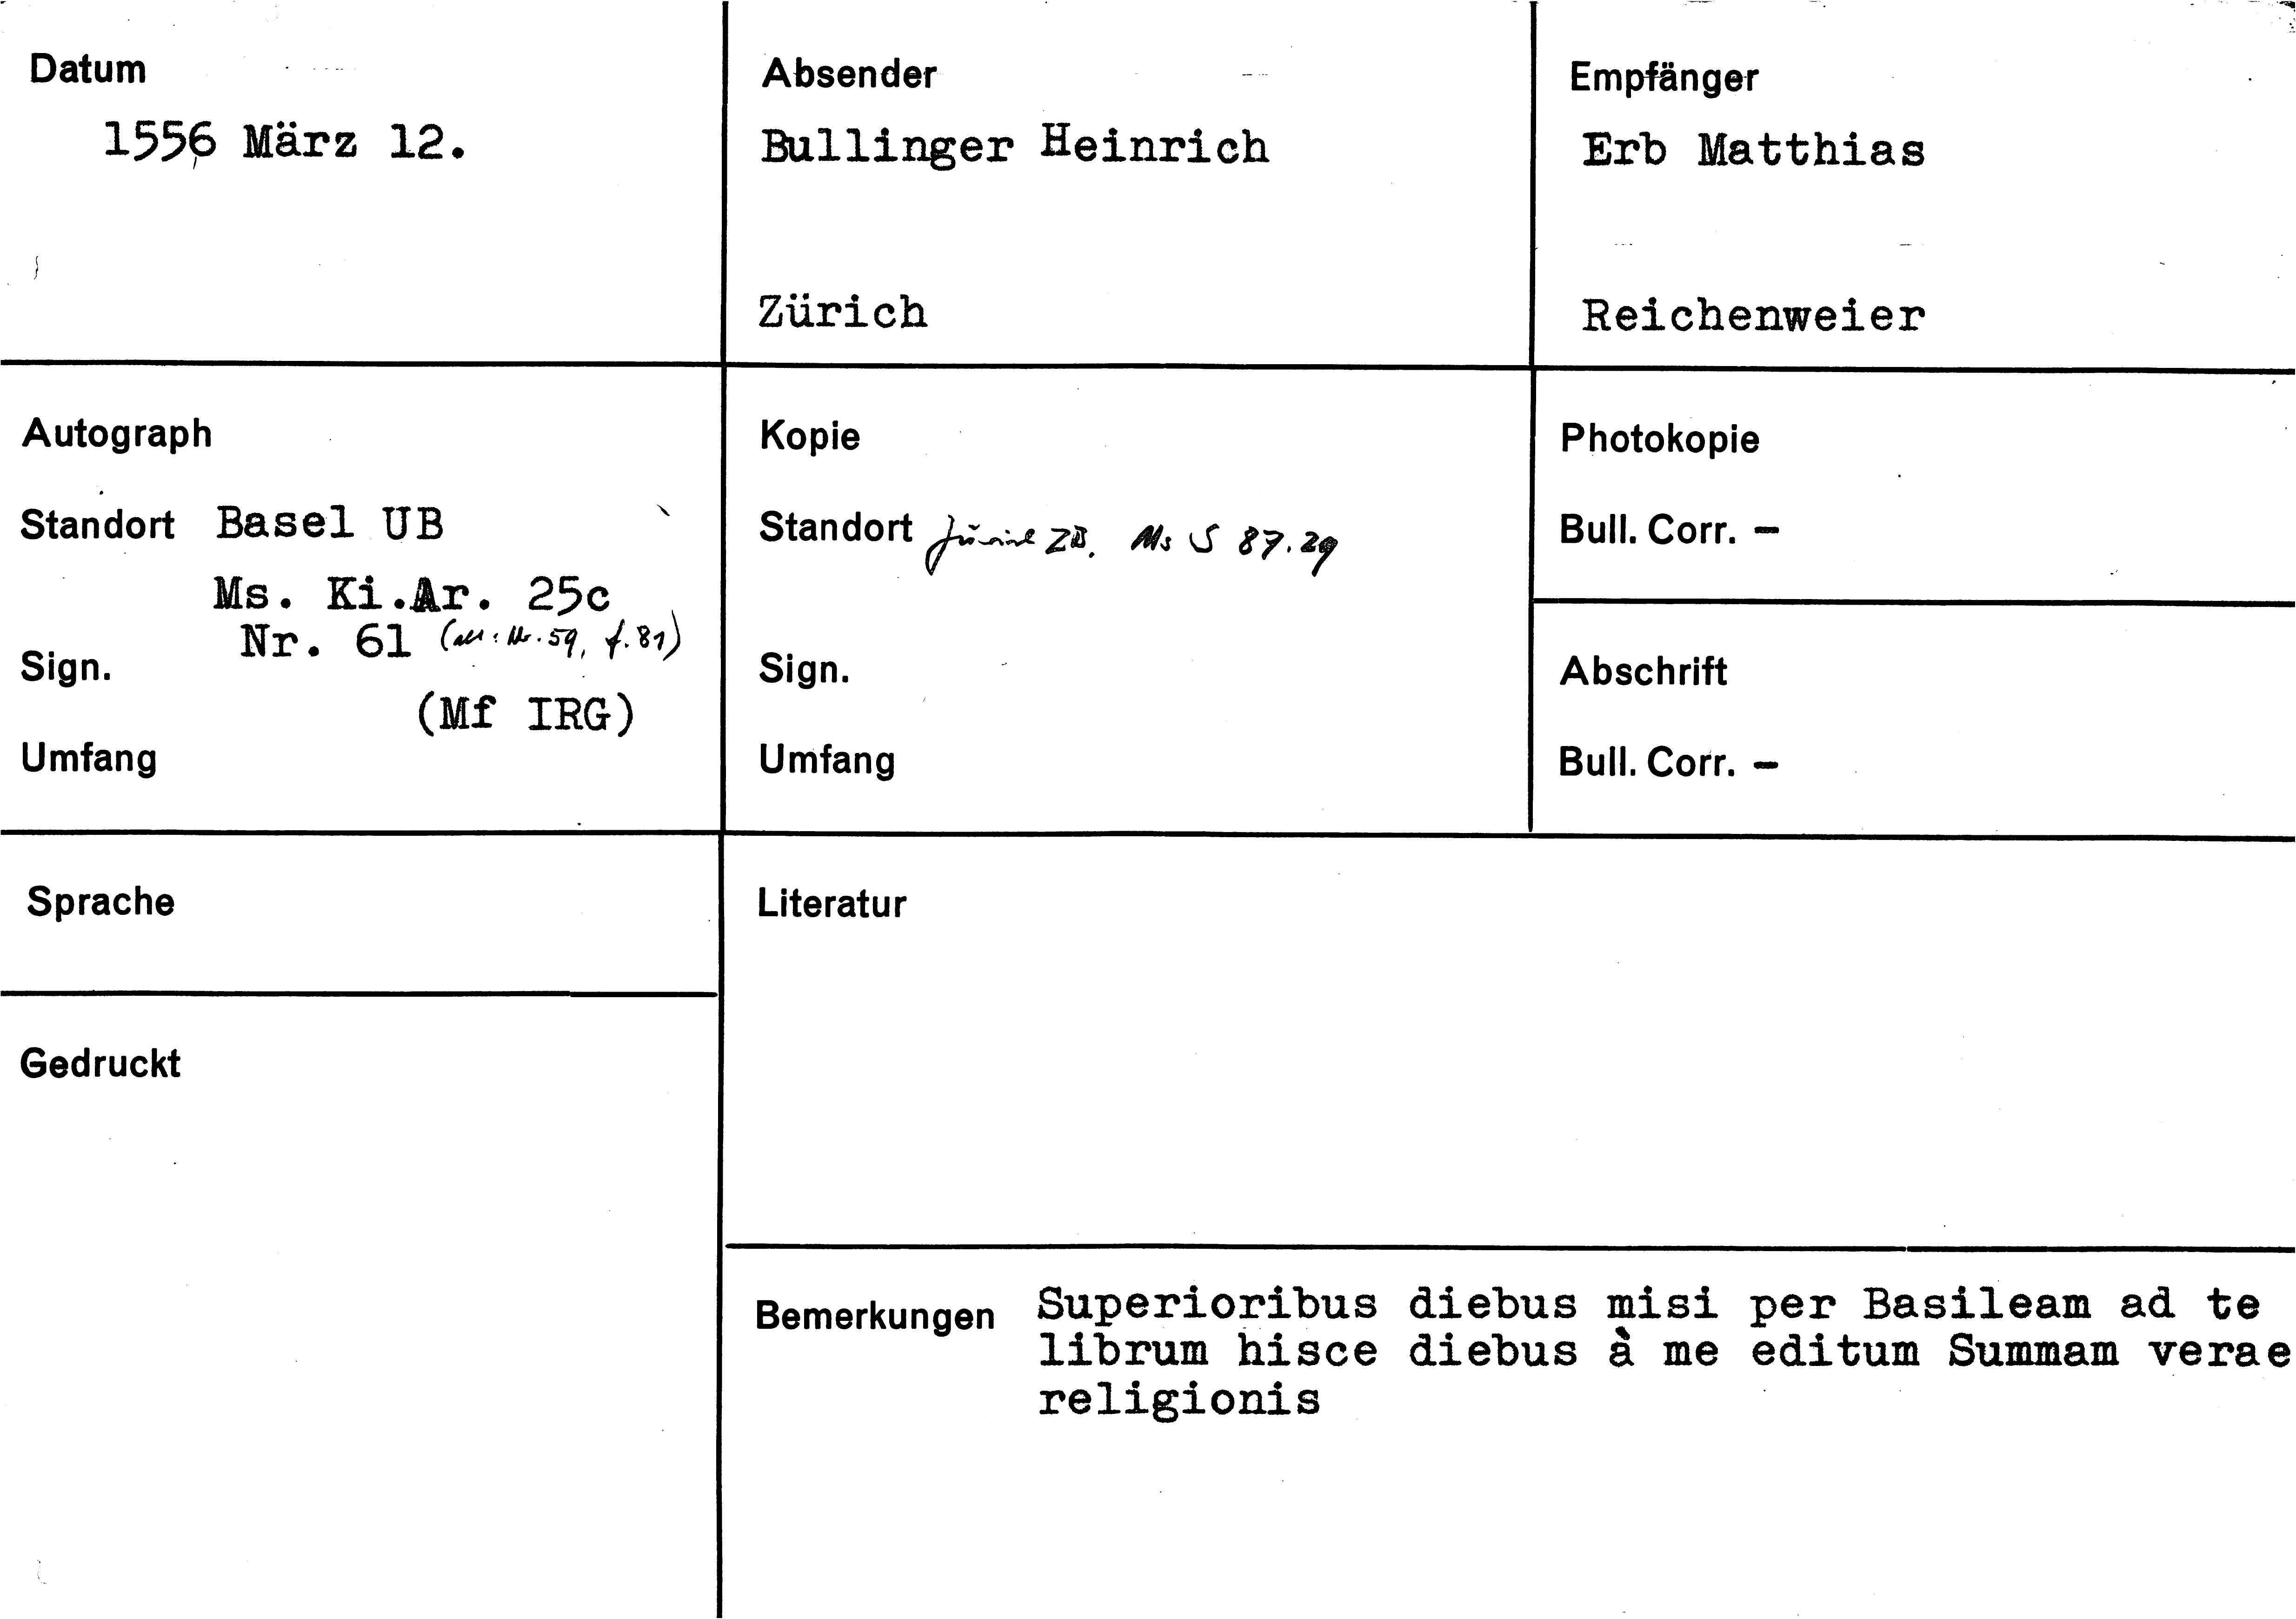 Datum
1556 März 12.
Absender
Bullinger Heinrich
Zürich
Empfänger
Erb Matthias
Reichenweier
Autograph
Standort Basel UB
Ms. Ki.Ar. 25c
Nr. 61 (alt: Nr. 59, f. 81)
Sign.
(Mf IRG)
Umfang
Kopie
Standort Zürich ZB. Ms S 87.29
Sign.
Umfang
Photokopie
Bull. Corr. –
Abschrift
Bull. Corr. –
Sprache
Gedruckt
Literatur
Bemerkungen Superioribus diebus misi per Basileam ad te
librum hisce diebus à me editum Summam verae
religionis